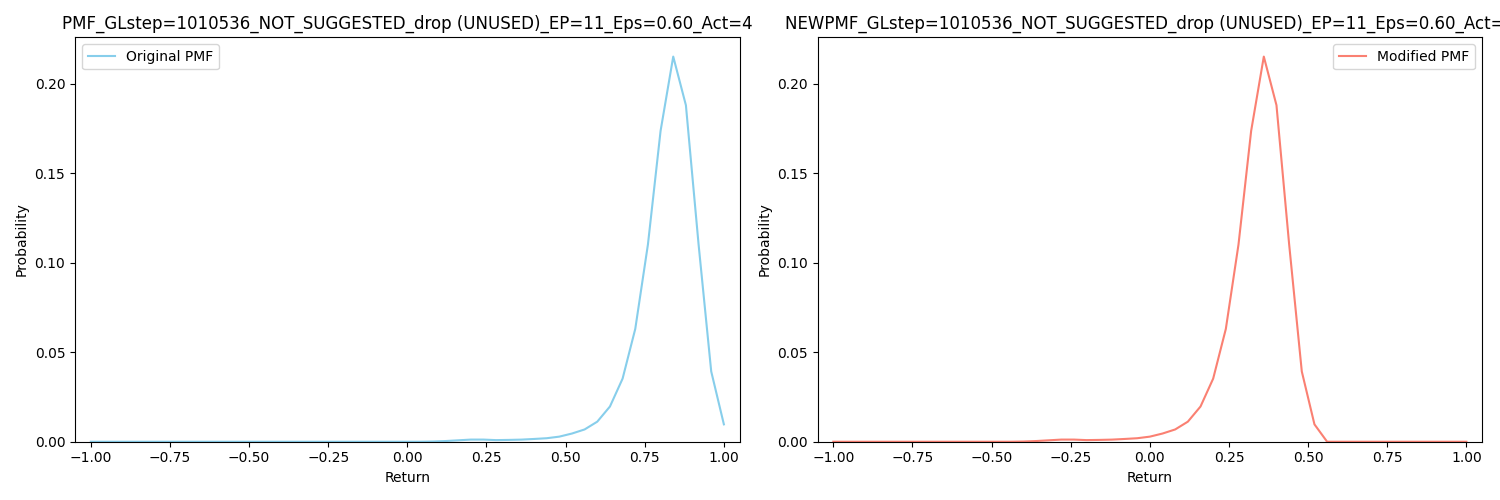 PMF_GLstep=1010536_NOT_SUGGESTED_drop (UNUSED)_EP=11_Eps=0.60_Act=4
Original PMF
0.20
0.15
0.10
0.05
0.00
Probability
−1.00 −0.75 −0.50 −0.25 0.00 0.25 0.50 0.75 1.00
Return
NEWPMF_GLstep=1010536_NOT_SUGGESTED_drop (UNUSED)_EP=11_Eps=0.60_Act=
Modified PMF
0.20
0.15
0.10
0.05
0.00
Probability
−1.00 −0.75 −0.50 −0.25 0.00 0.25 0.50 0.75 1.00
Return